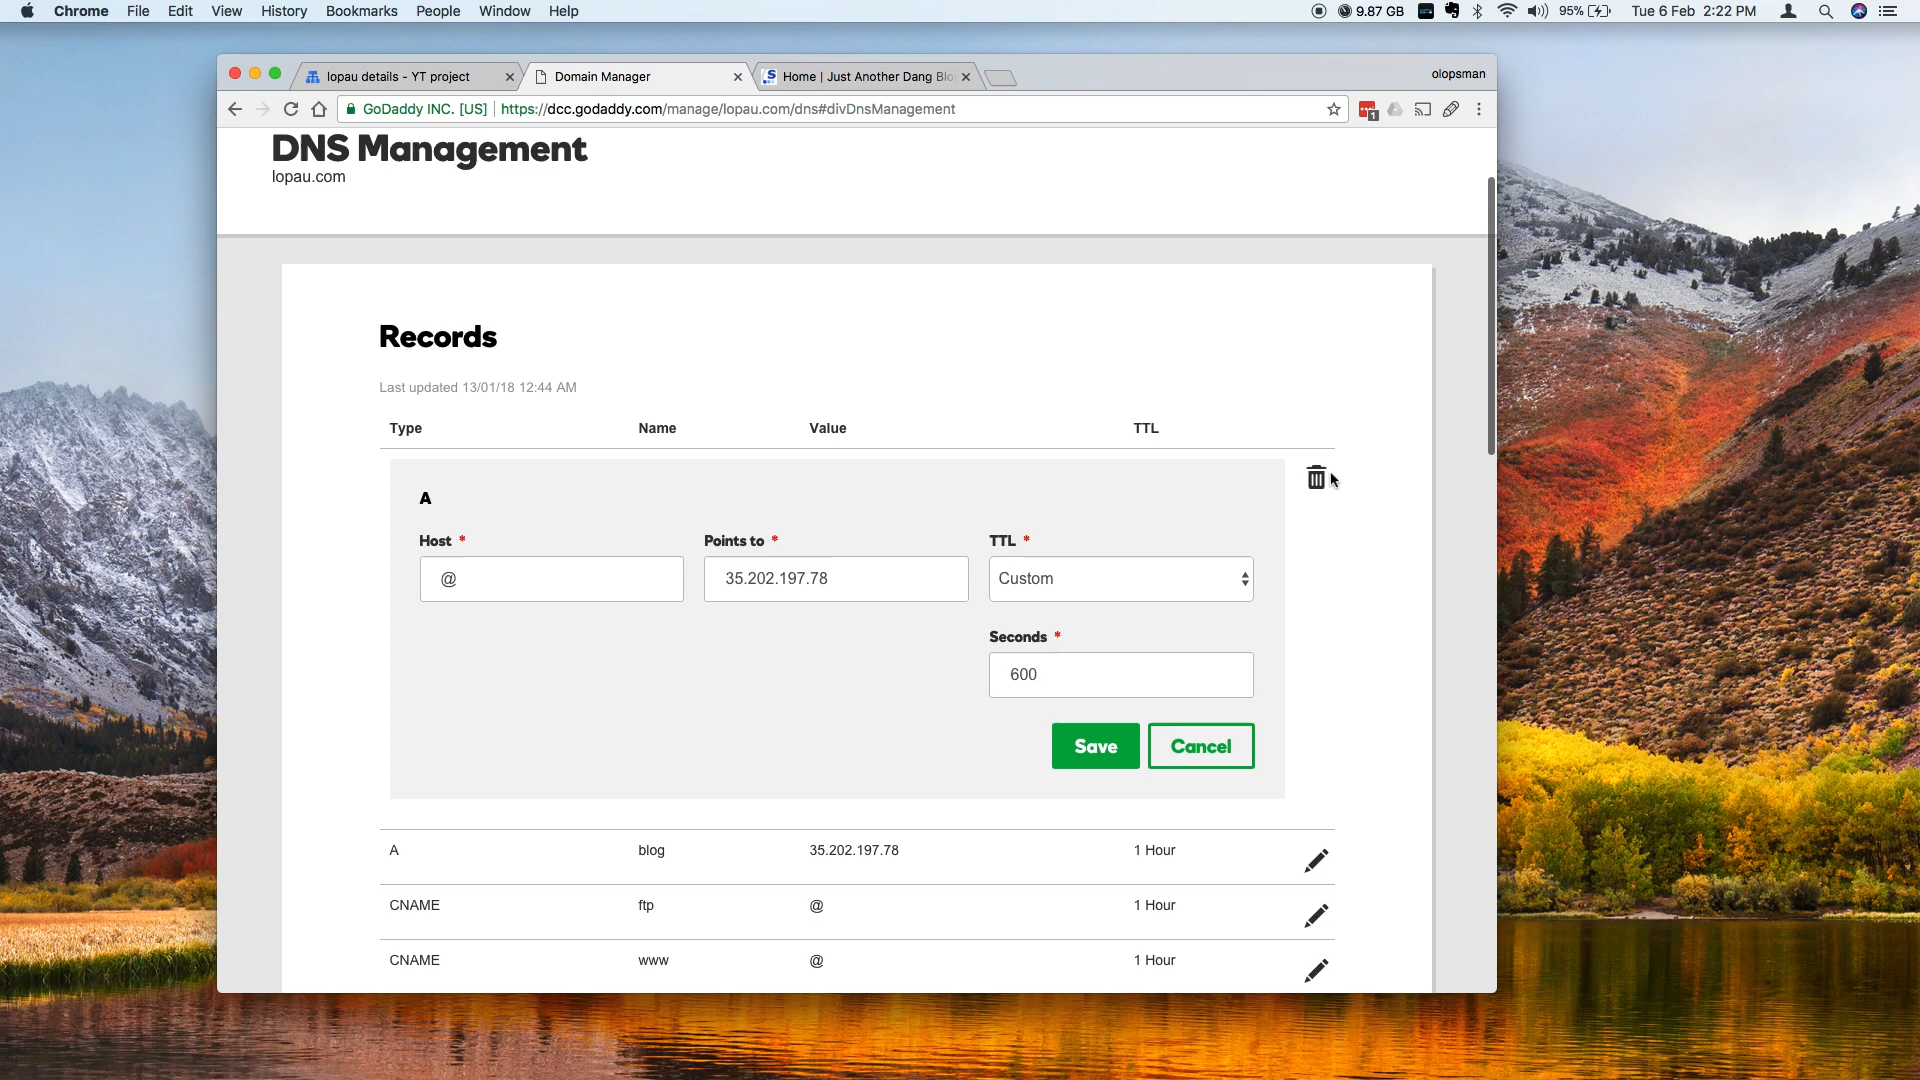 Chrome File Edit View History Bookmarks People Window Help 9.87 GB 95% Tue 6 Feb 2:22 PM
lopau details - YT project Domain Manager Home | Just Another Dang Blo olopsman
GoDaddy INC. [US] https://dcc.godaddy.com/manage/lopau.com/dns#divDnsManagement 1
DNS Management
lopau.com
Records
Last updated 13/01/18 12:44 AM
Type Name Value TTL
A
Host * Points to * TTL *
@ 35.202.197.78 Custom
Seconds *
600
Save Cancel
A blog 35.202.197.78 1 Hour
CNAME ftp @ 1 Hour
CNAME www @ 1 Hour